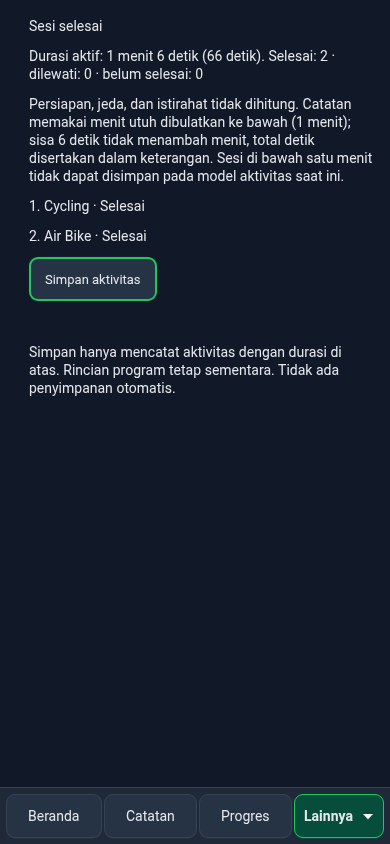 Sesi selesai
Durasi aktif: 1 menit 6 detik (66 detik). Selesai: 2 ·
dilewati: 0 · belum selesai: 0
Persiapan, jeda, dan istirahat tidak dihitung. Catatan
memakai menit utuh dibulatkan ke bawah (1 menit);
sisa 6 detik tidak menambah menit, total detik
disertakan dalam keterangan. Sesi di bawah satu menit
tidak dapat disimpan pada model aktivitas saat ini.
1. Cycling · Selesai
2. Air Bike · Selesai
Simpan aktivitas
Simpan hanya mencatat aktivitas dengan durasi di
atas. Rincian program tetap sementara. Tidak ada
penyimpanan otomatis.
Beranda
Catatan
Progres
Lainnya